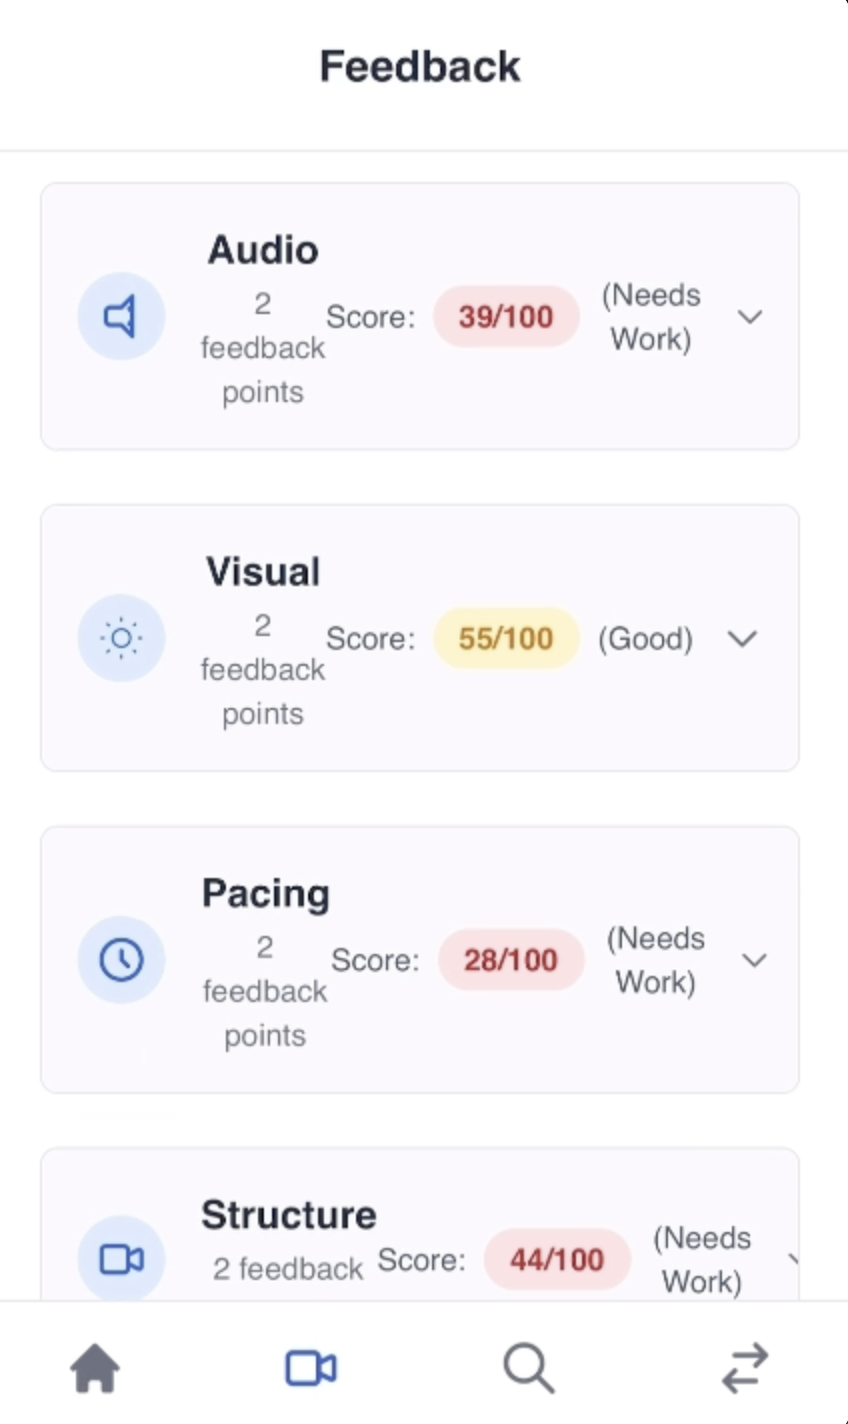 Feedback
Audio
2
feedback
points
Score:
39/100
(Needs
Work)
Visual
2
feedback
points
Score:
55/100
(Good)
Pacing
2
feedback
points
Score:
28/100
(Needs
Work)
Structure
2 feedback
Score:
44/100
(Needs
Work)